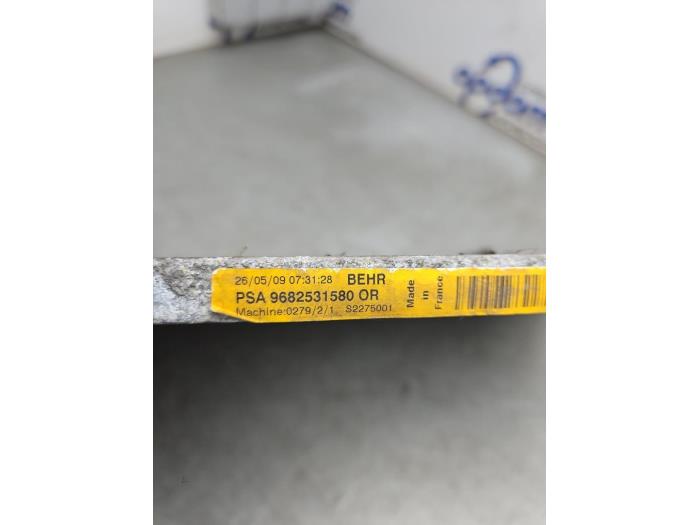 26/05/09 07:31:28 BEHR
PSA 9682531580 OR
Machine:0279/2/1 S2275001
Made
in
France